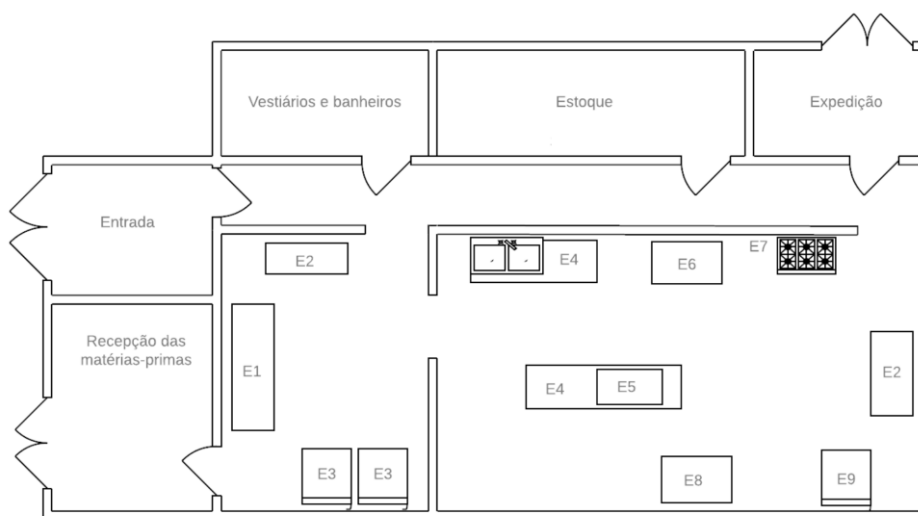 Vestiários e banheiros
Estoque
Expedição
Entrada
E2
E4
E6
E7
Recepção das
matérias-primas
E1
E4
E5
E2
E3
E3
E8
E9